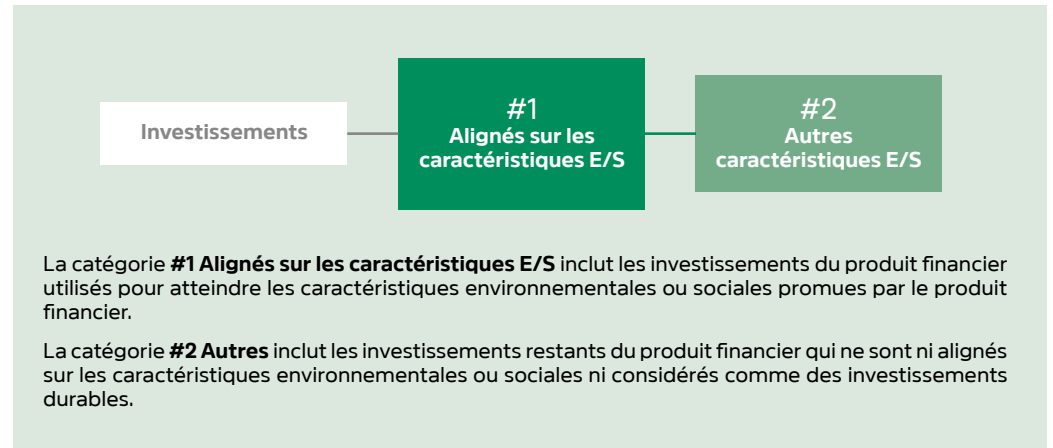 Investissements
#1
Alignés sur les
caractéristiques E/S
#2
Autres
caractéristiques E/S
La catégorie #1 Alignés sur les caractéristiques E/S inclut les investissements du produit financier
utilisés pour atteindre les caractéristiques environnementales ou sociales promues par le produit
financier.
La catégorie #2 Autres inclut les investissements restants du produit financier qui ne sont ni alignés
sur les caractéristiques environnementales ou sociales ni considérés comme des investissements
durables.